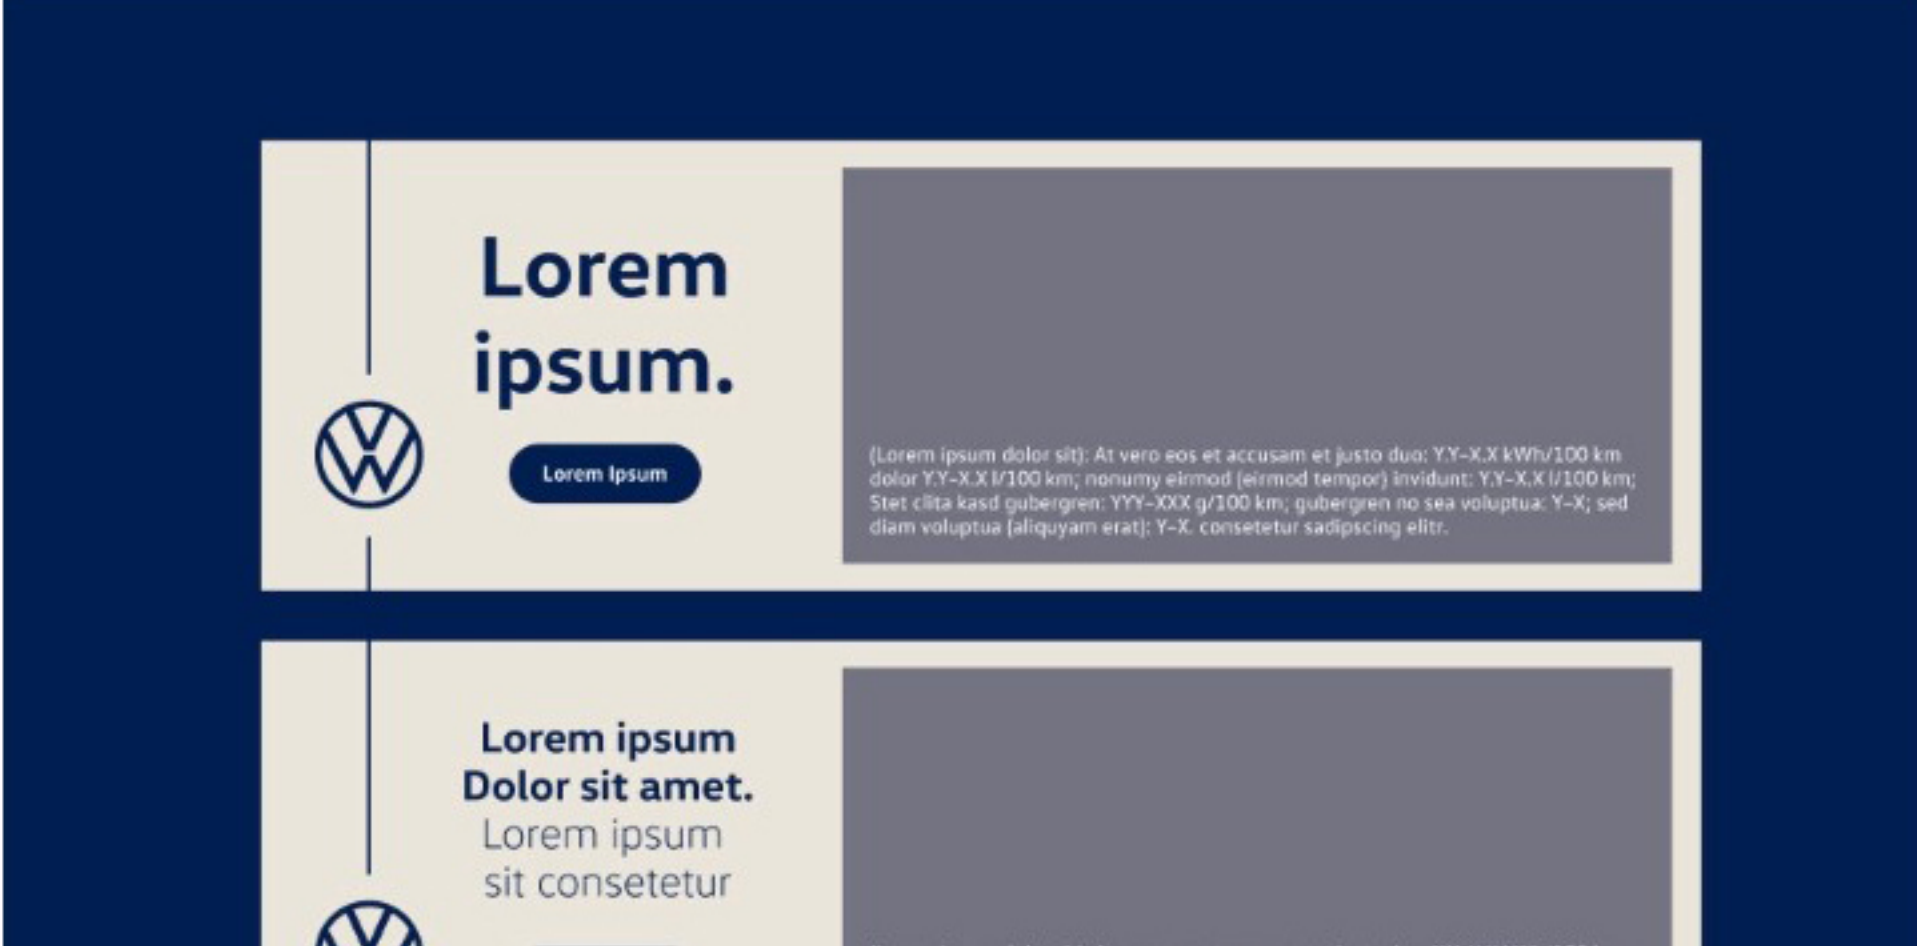 Lorem
ipsum.
Lorem Ipsum
(Lorem ipsum dolor sit): At vero eos et accusam et justo duo: Y.Y–X.X kWh/100 km
dolor Y.Y–X.X l/100 km; nonumy eirmod (eirmod tempor) invidunt: Y.Y–X.X l/100 km;
Stet clita kasd gubergren: YYY–XXX g/100 km; gubergren no sea voluptua: Y–X; sed
diam voluptua (aliquyam erat): Y–X. consetetur sadipscing elitr.
Lorem ipsum
Dolor sit amet.
Lorem ipsum
sit consetetur